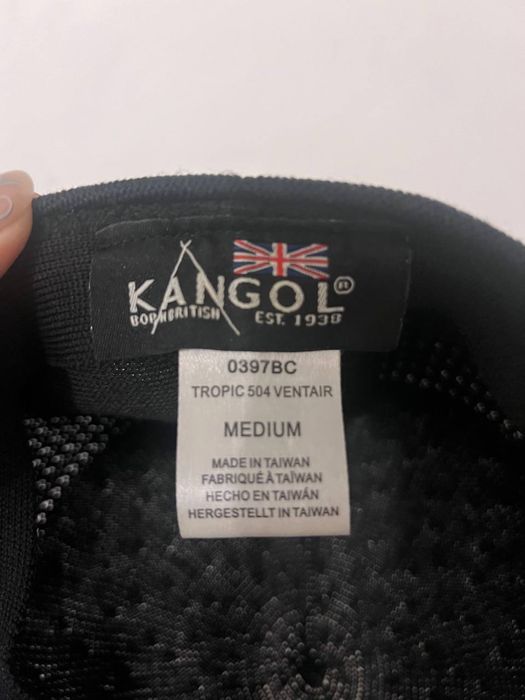 KANGOL®
BORN BRITISH EST. 1938
0397BC
TROPIC 504 VENTAIR
MEDIUM
MADE IN TAIWAN
FABRIQUÉ À TAÏWAN
HECHO EN TAIWÁN
HERGESTELLT IN TAIWAN